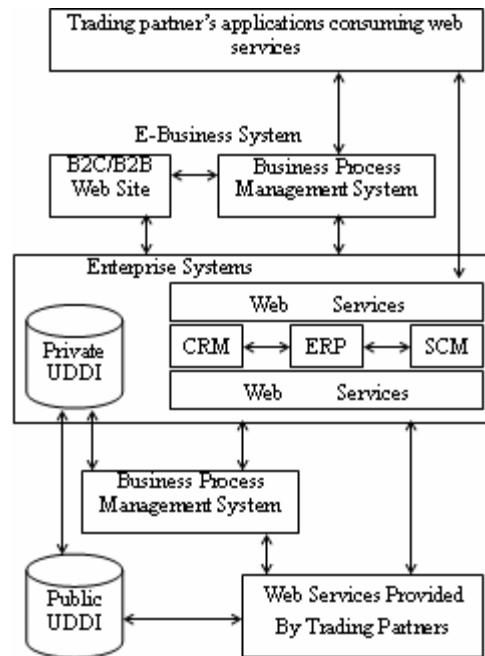 Trading partner's applications consuming web
services
E-Business System
B2C/B2B
Web Site
Business Process
Management System
Enterprise Systems
Web Services
Private
UDDI
CRM
ERP
SCM
Web Services
Business Process
Management System
Public
UDDI
Web Services Provided
By Trading Partners